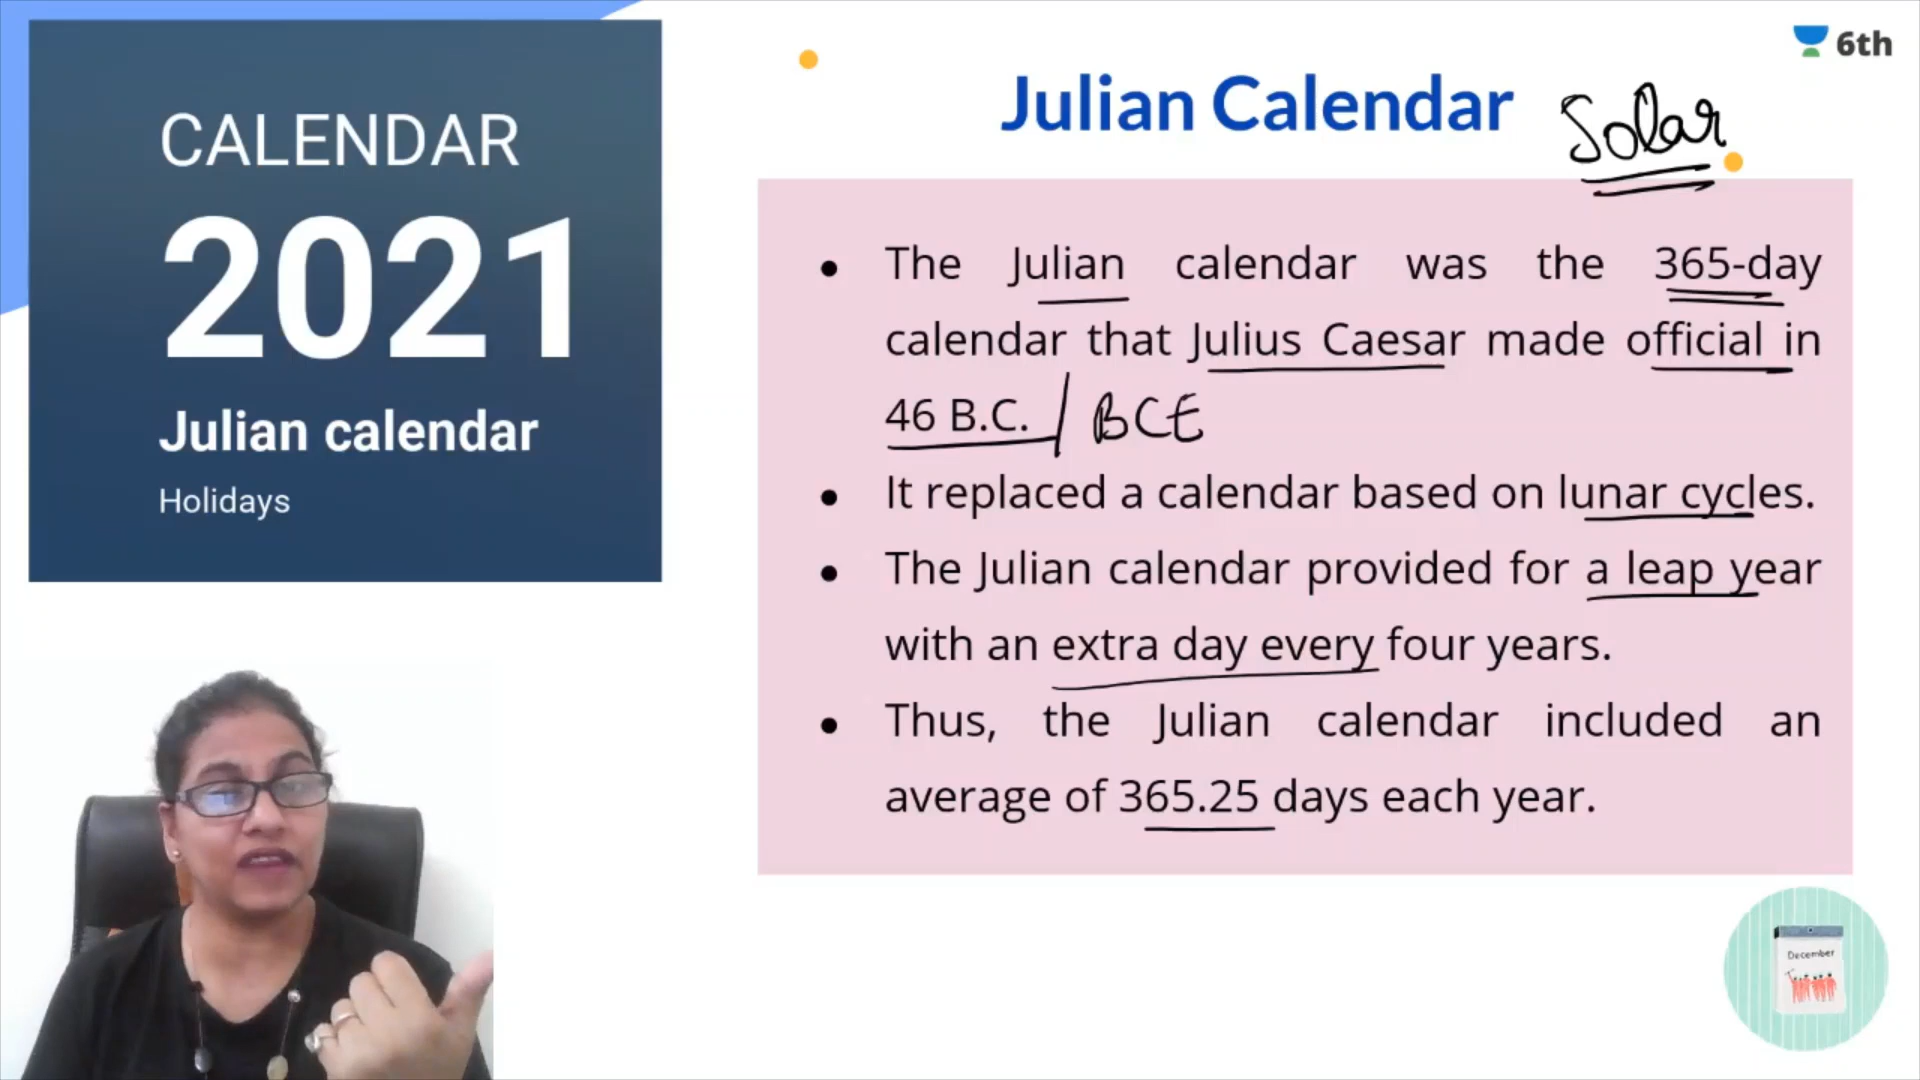 CALENDAR
2021
Julian calendar
Holidays
6th
Julian Calendar Solar
• The Julian calendar was the 365-day
calendar that Julius Caesar made official in
46 B.C. / BCE
• It replaced a calendar based on lunar cycles.
• The Julian calendar provided for a leap year
with an extra day every four years.
• Thus, the Julian calendar included an
average of 365.25 days each year.
December